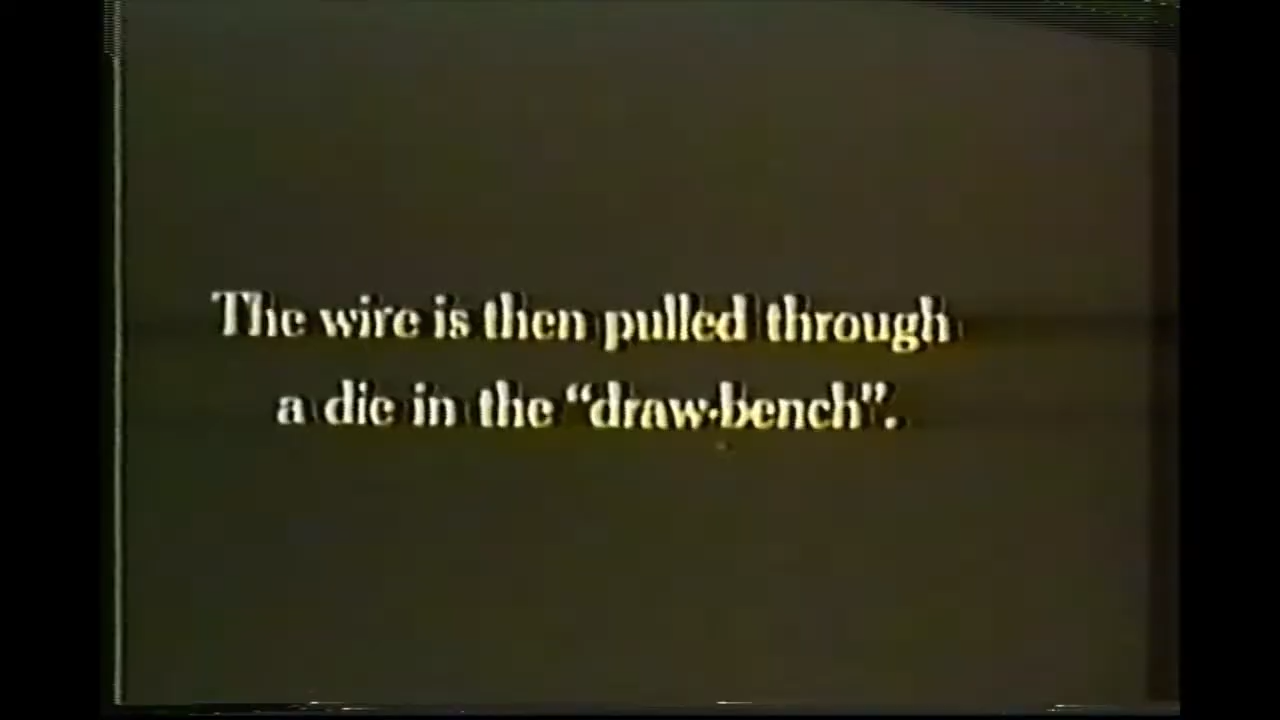 The wire is then pulled through
a die in the “draw-bench”.